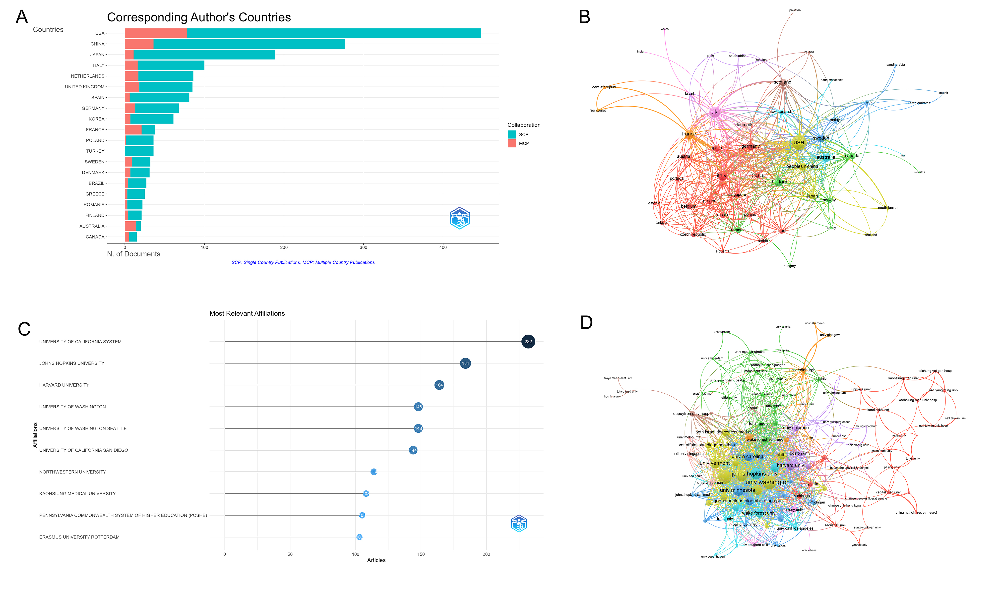 A
Corresponding Author's Countries
Countries
USA
CHINA
JAPAN
ITALY
NETHERLANDS
UNITED KINGDOM
SPAIN
GERMANY
KOREA
FRANCE
POLAND
TURKEY
SWEDEN
DENMARK
BRAZIL
GREECE
ROMANIA
FINLAND
AUSTRALIA
CANADA
0 100 200 300 400
N. of Documents
SCP: Single Country Publications, MCP: Multiple Country Publications
Collaboration
SCP
MCP
BIBLIOMETRIX
B
pakistan
wales
india
chile
south africa
mexico
ireland
saudi arabia
north macedonia
scotland
cent afr republ
brazil
kuwait
finland
u arab emirates
rep congo
uk
switzerland
malaysia
denmark
france
sweden
usa
spain
germany
austria
australia
canada
iran
peoples r china
slovakia
italy
croatia
portugal
netherlands
singapore
japan
greece
norway
estonia
belgium
south korea
russia
poland
turkiye
romania
israel
turkey
czech republic
thailand
serbia
slovenia
hungary
C
Most Relevant Affiliations
Affiliations
UNIVERSITY OF CALIFORNIA SYSTEM 232
JOHNS HOPKINS UNIVERSITY 184
HARVARD UNIVERSITY 164
UNIVERSITY OF WASHINGTON 148
UNIVERSITY OF WASHINGTON SEATTLE 148
UNIVERSITY OF CALIFORNIA SAN DIEGO 144
NORTHWESTERN UNIVERSITY 114
KAOHSIUNG MEDICAL UNIVERSITY 108
PENNSYLVANIA COMMONWEALTH SYSTEM OF HIGHER EDUCATION (PCSHE) 105
ERASMUS UNIVERSITY ROTTERDAM 103
0 50 100 150 200
Articles
BIBLIOMETRIX
D
univ aberdeen
univ catania
univ utrecht
univ glasgow
univ pisa
univ med ctr utrecht
univ amsterdam
radboud univ nijmegen
maastricht univ
univ edinburgh
taichung vet gen hosp
tokyo med & dent univ
univ groningen
osaka univ
mcmaster univ
lund univ
kaohsiung med univ
tokyo med univ
erasmus mc
erasmus univ
univ toronto
univ birmingham
uppsala univ
natl yang ming univ
hiroshima univ
leiden univ
kaohsiung med univ hosp
univ turku
univ miami
inserm
karolinska inst
dupuytren univ hosp
natl taiwan univ
tufts med ctr
univ duisburg essen
ruhr univ bochum
natl taiwan univ hosp
univ colorado
beth israel deaconess med ctr
univ melbourne
wake forest sch med
nyu
univ hosp
fudan univ
vet affairs san diego healthca
heidelberg univ
natl univ singapore
univ n carolina
nhlbi
boston univ
china med univ
tongji univ
univ vermont
harvard univ
huazhong univ sci & technol
peking univ
johns hopkins univ
univ sao paulo
univ wisconsin
univ washington
mayo clin
univ minnesota
johns hopkins sch med
univ chicago
capital med univ
chinese peoples liberat army g
johns hopkins bloomberg sch pu
univ michigan
chinese univ hong kong
emory univ
wake forest univ
china natl clin res ctr neurol
tufts univ
baylor coll med
univ calif los angeles
seoul natl univ
sungkyunkwan univ
univ southern calif
univ texas
yonsei univ
univ athens
univ copenhagen